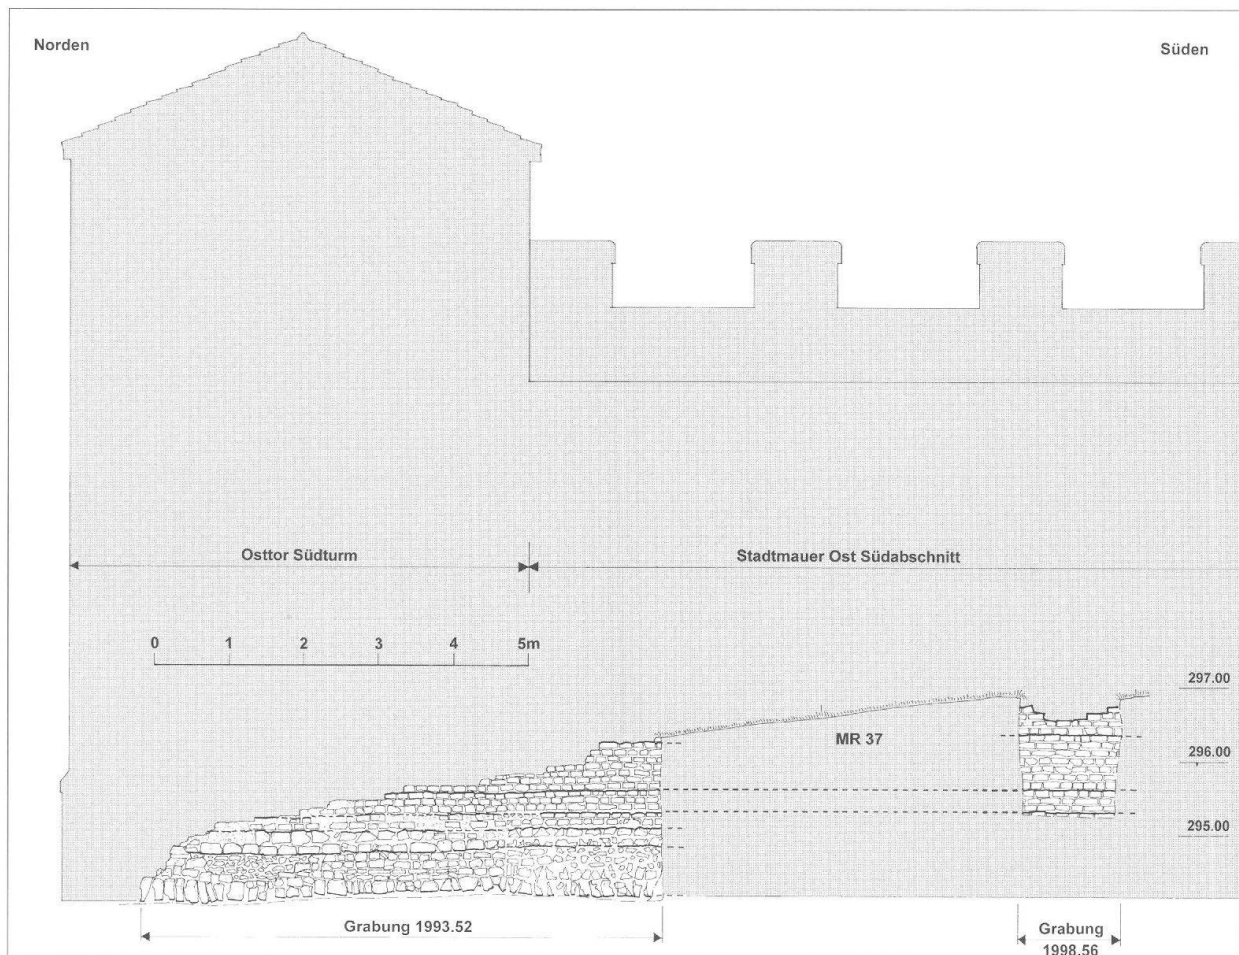 Norden
Süden
Osttor Südturm
Stadtmauer Ost Südabschnitt
0 1 2 3 4 5m
297.00
MR 37
296.00
295.00
Grabung 1993.52
Grabung
1998.56